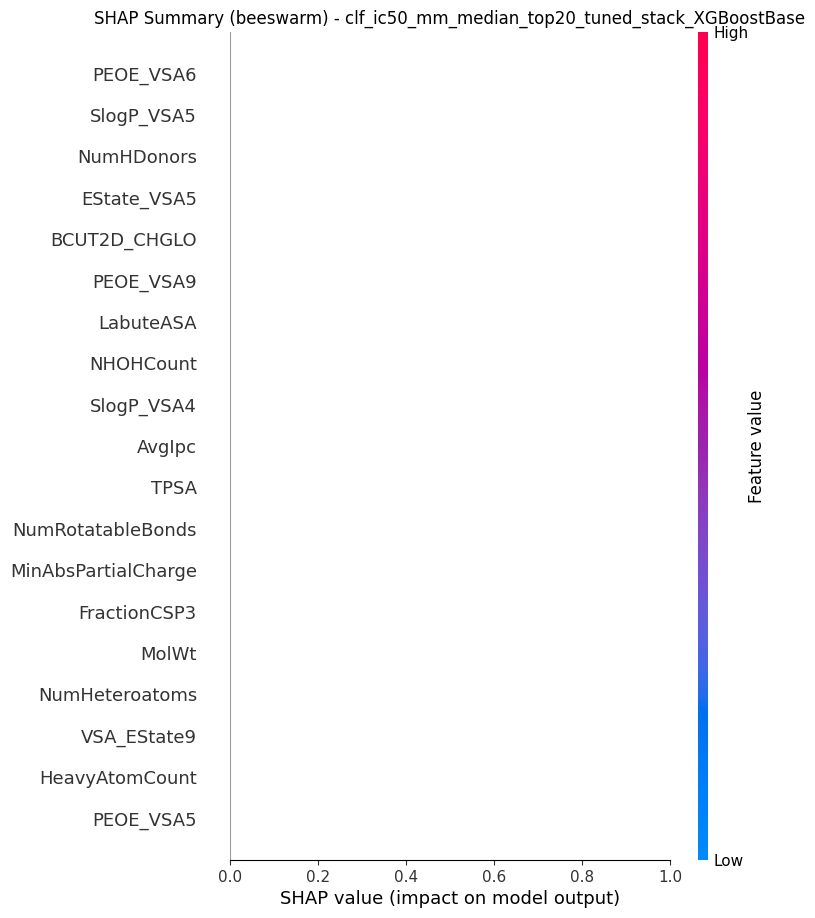 SHAP Summary (beeswarm) - clf_ic50_mm_median_top20_tuned_stack_XGBoostBase
High
PEOE_VSA6
SlogP_VSA5
NumHDonors
EState_VSA5
BCUT2D_CHGLO
PEOE_VSA9
LabuteASA
NHOHCount
SlogP_VSA4
AvgIpc
TPSA
NumRotatableBonds
MinAbsPartialCharge
FractionCSP3
MolWt
NumHeteroatoms
VSA_EState9
HeavyAtomCount
PEOE_VSA5
Feature value
Low
0.0 0.2 0.4 0.6 0.8 1.0
SHAP value (impact on model output)